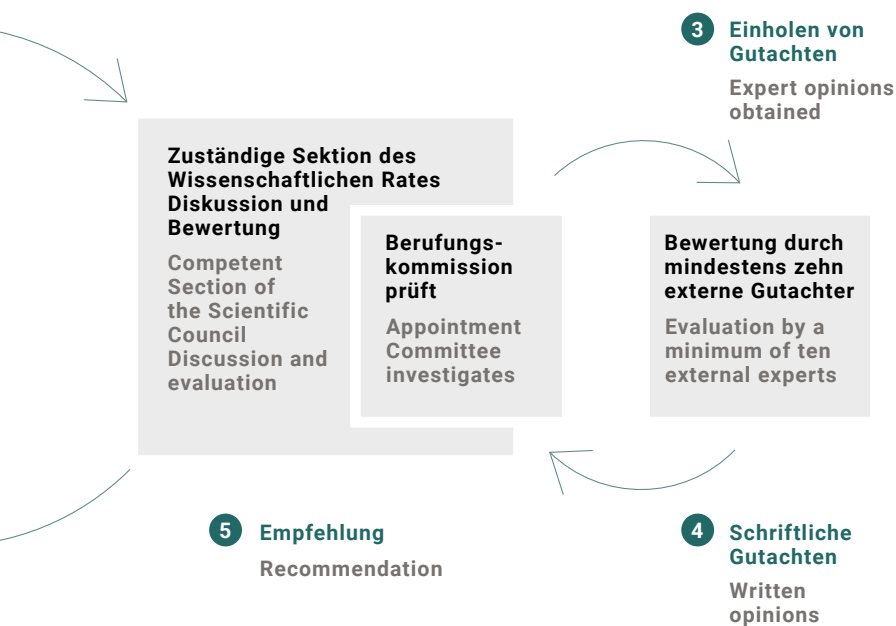 3 Einholen von
Gutachten
Expert opinions
obtained
Zuständige Sektion des
Wissenschaftlichen Rates
Diskussion und
Bewertung
Competent
Section of
the Scientific
Council
Discussion and
evaluation
Berufungs-
kommission
prüft
Appointment
Committee
investigates
Bewertung durch
mindestens zehn
externe Gutachter
Evaluation by a
minimum of ten
external experts
5 Empfehlung
Recommendation
4 Schriftliche
Gutachten
Written
opinions